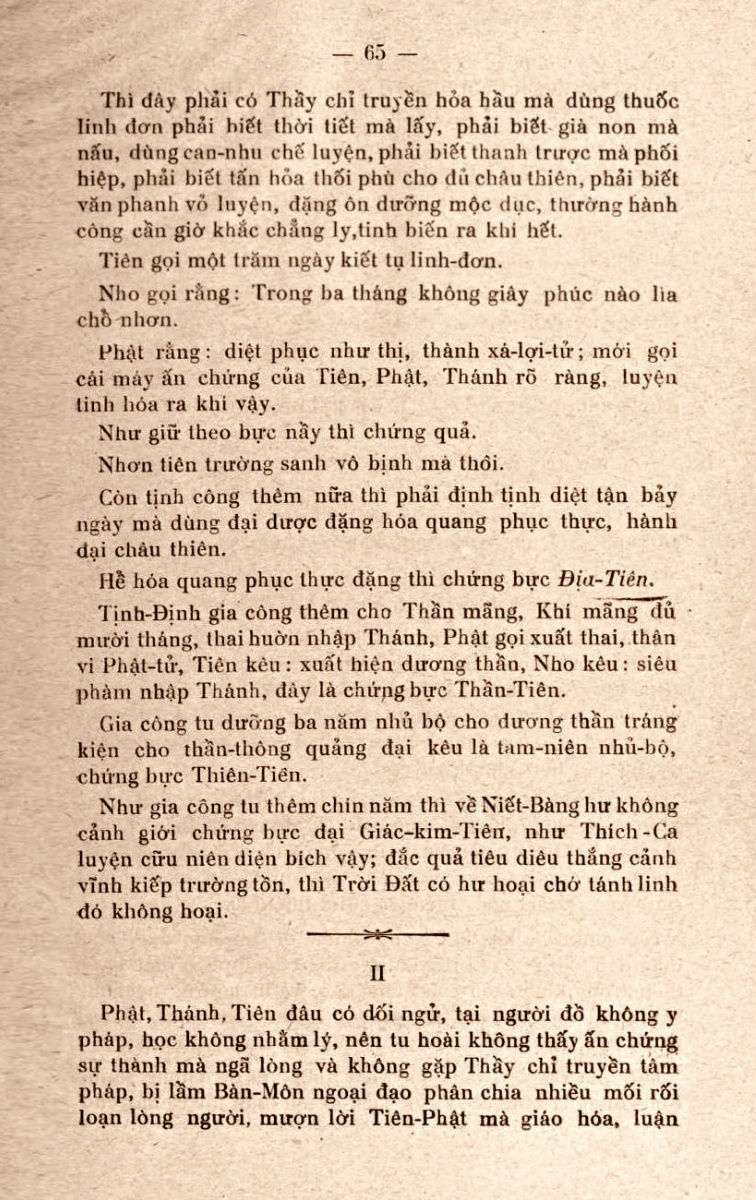 — 65 —
Thì đây phải có Thầy chỉ truyền hỏa hầu mà dùng thuốc
linh đơn phải biết thời tiết mà lấy, phải biết già non mà
nấu, dùng can-nhu chế luyện, phải biết thanh trược mà phối
hiệp, phải biết tấn hỏa thối phù cho đủ châu thiên, phải biết
văn phanh vỏ luyện, đặng ôn dưỡng mộc dục, thường hành
công cần giờ khắc chẳng ly,tinh biến ra khí hết.
Tiên gọi một trăm ngày kiết tụ linh-đơn.
Nho gọi rằng : Trong ba tháng không giây phúc nào lìa
chỗ nhơn.
Phật rằng : diệt phục như thị, thành xá-lợi-tử ; mới gọi
cái máy ấn chứng của Tiên, Phật, Thánh rõ ràng, luyện
tinh hóa ra khí vậy.
Như giữ theo bực nầy thì chứng quả.
Nhơn tiên trường sanh vô bịnh mà thôi.
Còn tịnh công thêm nữa thì phải định tịnh diệt tận bảy
ngày mà dùng đại dược đặng hóa quang phục thực, hành
đại châu thiên.
Hễ hóa quang phục thực đặng thì chứng bực Địa-Tiên.
Tịnh-Định gia công thêm cho Thần mãng, Khí mãng đủ
mười tháng, thai huờn nhập Thánh, Phật gọi xuất thai, thân
vi Phật-tử, Tiên kêu : xuất hiện dương thần, Nho kêu : siêu
phàm nhập Thánh, đây là chứng bực Thần-Tiên.
Gia công tu dưỡng ba năm nhủ bộ cho dương thần tráng
kiện cho thần-thông quảng đại kêu là tam-niên nhủ-bộ,
chứng bực Thiên-Tiên.
Như gia công tu thêm chín năm thì về Niết-Bàng hư không
cảnh giới chứng bực đại Giác-kim-Tiên, như Thích-Ca
luyện cữu niên diện bích vậy; đắc quả tiêu diêu thắng cảnh
vĩnh kiếp trường tồn, thì Trời Đất có hư hoại chớ tánh linh
đó không hoại.
II
Phật, Thánh, Tiên đâu có dối ngử, tại người đồ không y
pháp, học không nhằm lý, nên tu hoài không thấy ấn chứng
sự thành mà ngã lòng và không gặp Thầy chỉ truyền tâm
pháp, bị lầm Bàn-Môn ngoại đạo phân chia nhiều mối rối
loạn lòng người, mượn lời Tiên-Phật mà giáo hóa, luận